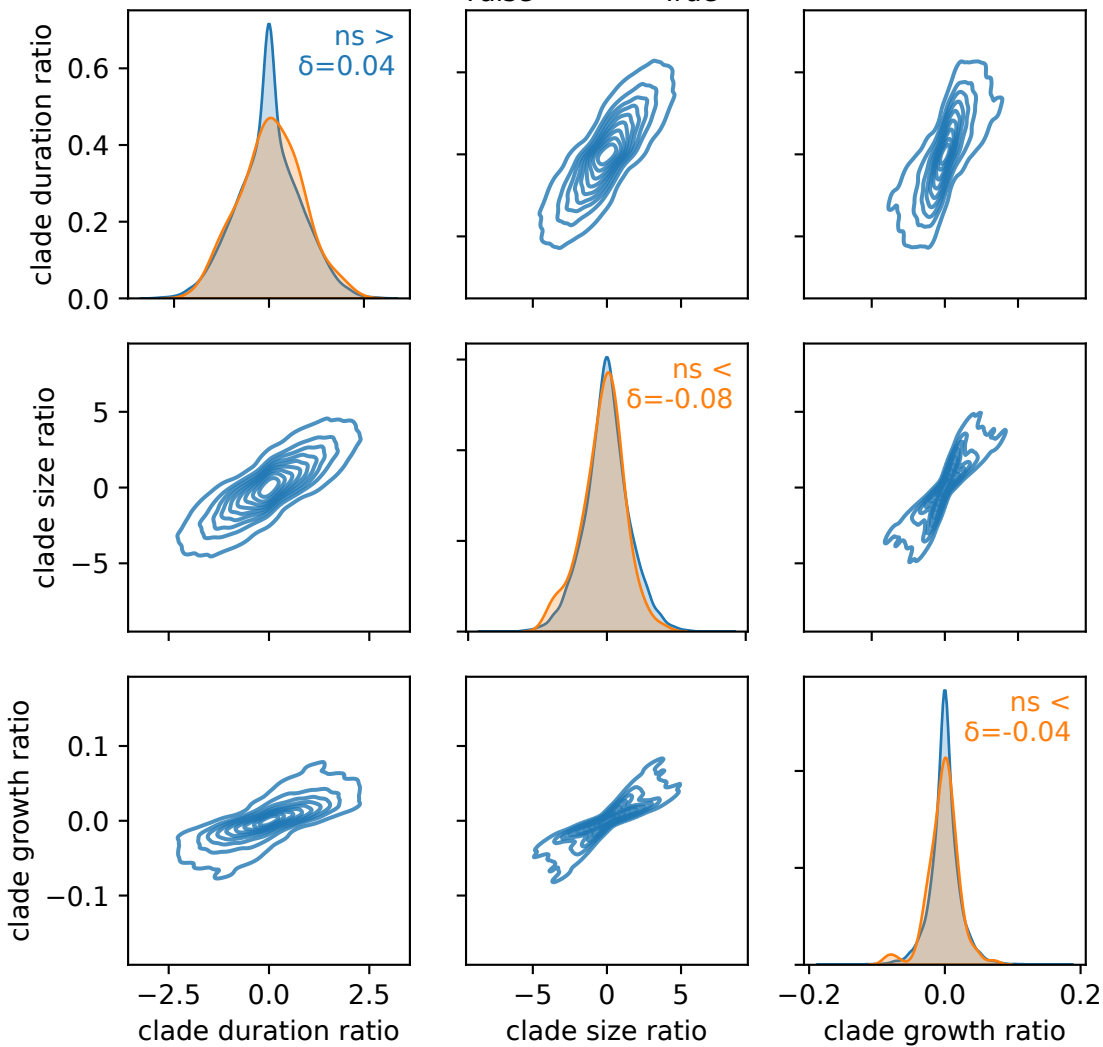 clade duration ratio
0.6
0.4
0.2
0.0
ns >
δ=0.04
clade size ratio
5
0
−5
ns <
δ=-0.08
clade growth ratio
0.1
0.0
−0.1
ns <
δ=-0.04
−2.5 0.0 2.5
clade duration ratio
−5 0 5
clade size ratio
−0.2 0.0 0.2
clade growth ratio